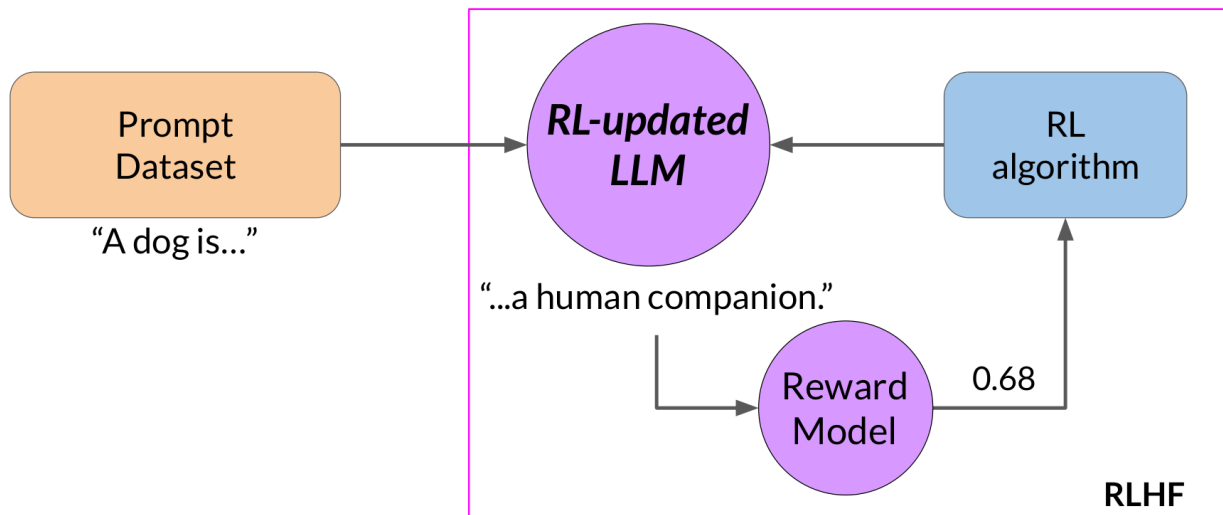 Prompt
Dataset
“A dog is...”
RL-updated
LLM
RL
algorithm
“...a human companion.”
Reward
Model
0.68
RLHF